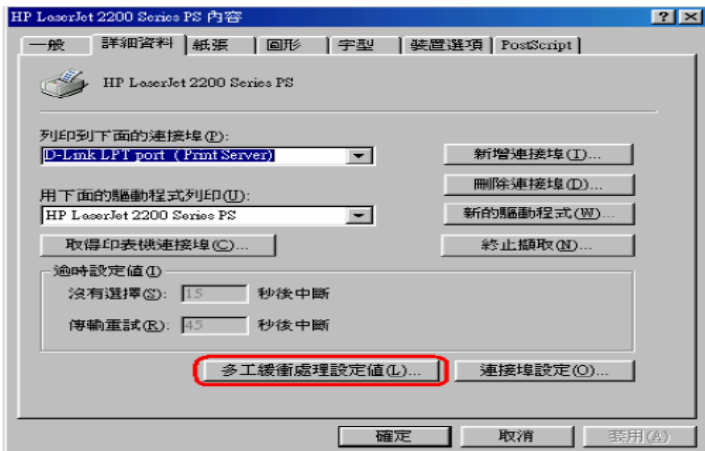 HP LaserJet 2200 Series PS 內容
一般 詳細資料 紙張 圖形 字型 裝置選項 PostScript
HP LaserJet 2200 Series PS
列印到下面的連接埠(P):
D-Link LPT port (Print Server)
新增連接埠(T)...
刪除連接埠(D)...
用下面的驅動程式列印(U):
HP LaserJet 2200 Series PS
新的驅動程式(W)...
取得印表機連接埠(C)...
終止擷取(N)...
逾時設定值(I)
沒有選擇(S): 15 秒後中斷
傳輸重試(R): 45 秒後中斷
多工緩衝處理設定值(L)...
連接埠設定(O)...
確定 取消 套用(A)